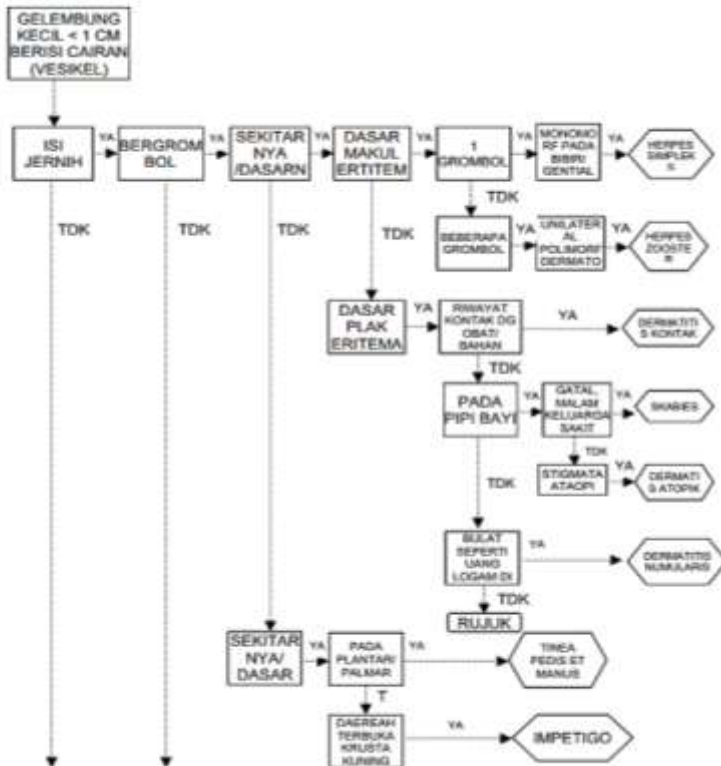 GELEMBUNG
KECIL < 1 CM
BERISI CAIRAN
(VESIKEL)
ISI
JERNIH
YA
BERGROM
BOL
YA
SEKITAR
NYA
/DASARN
YA
DASAR
MAKUL
ERTITEM
YA
1
GROMBOL
YA
MONOMO
RF PADA
BIBIR/
GENTIAL
YA
HERPES
SIMPLEK
S
TDK
TDK
TDK
TDK
TDK
BEBERAPA
GROMBOL
YA
UNILATER
AL
POLIMORF
DERMATO
YA
HERPES
ZOOSTE
R
DASAR
PLAK
ERITEMA
YA
RIWAYAT
KONTAK DG
OBAT/
BAHAN
YA
DERMATITI
S KONTAK
TDK
PADA
PIPI BAYI
YA
GATAL,
MALAM
KELUARGA
SAKIT
YA
SKABIES
TDK
TDK
STIGMATA
ATAOPI
YA
DERMATI
S ATOPIK
BULAT
SEPERTI
UANG
LOGAM DI
YA
DERMATITIS
NUMULARIS
TDK
RUJUK
SEKITAR
NYA/
DASAR
YA
PADA
PLANTAR/
PALMAR
YA
TINEA
PEDIS ET
MANUS
T
DAEREAH
TERBUKA
KRUSTA
KUNING
YA
IMPETIGO